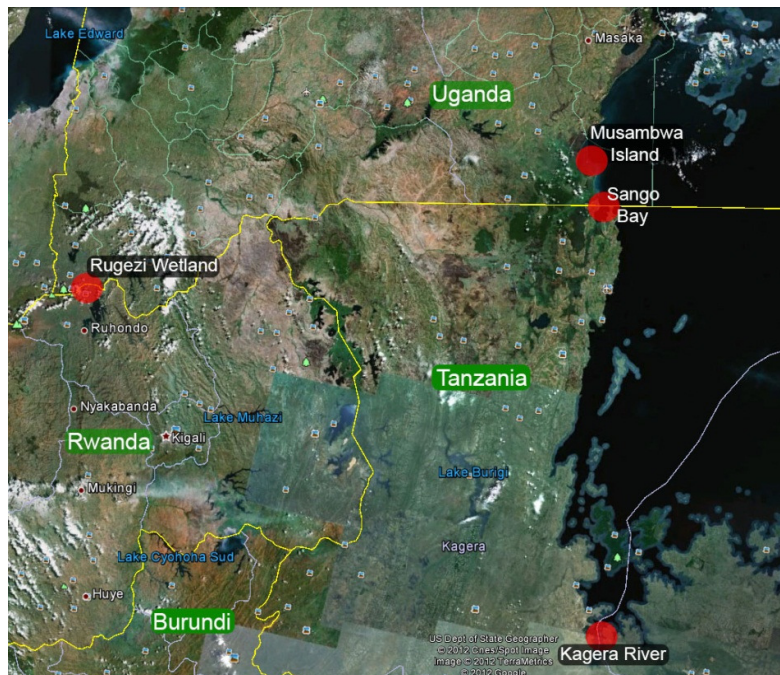 Lake Edward
Masaka
Uganda
Musambwa
Island
Sango
Bay
Rugezi Wetland
Ruhondo
Tanzania
Nyakabanda
Lake Muhazi
Rwanda
Kigali
Lake Burigi
Mukingi
Kagera
Lake Cyohoha Sud
Huye
Burundi
US Dept of State Geographer
© 2012 Cnes/Spot Image
Image © 2012 TerraMetrics
© 2012 Google
Kagera River